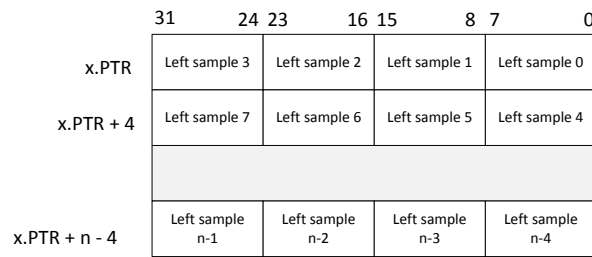 31 24 23 16 15 8 7 0
x.PTR Left sample 3 Left sample 2 Left sample 1 Left sample 0
x.PTR + 4 Left sample 7 Left sample 6 Left sample 5 Left sample 4
x.PTR + n - 4 Left sample Left sample Left sample Left sample
n-1 n-2 n-3 n-4